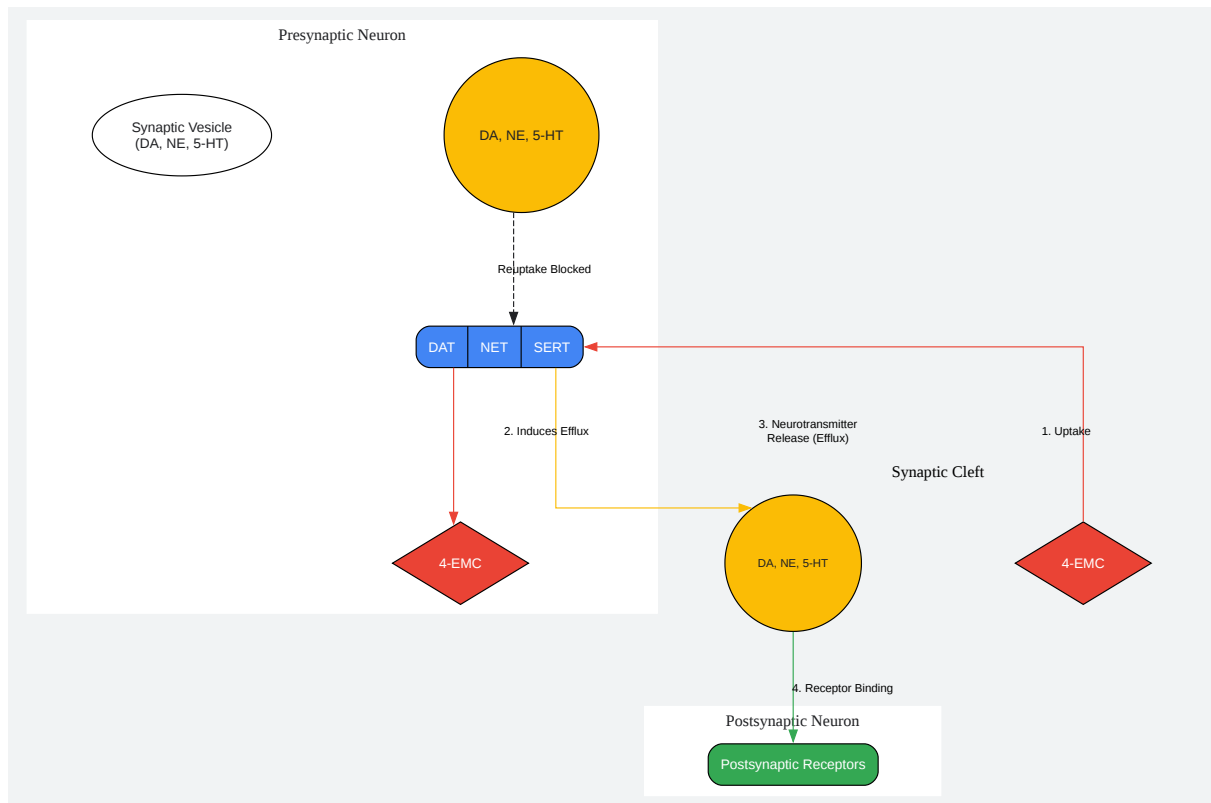 Presynaptic Neuron
Synaptic Vesicle
(DA, NE, 5-HT)
DA, NE, 5-HT
Reuptake Blocked
DAT
NET
SERT
2. Induces Efflux
3. Neurotransmitter
Release (Efflux)
1. Uptake
Synaptic Cleft
4-EMC
DA, NE, 5-HT
4-EMC
4. Receptor Binding
Postsynaptic Neuron
Postsynaptic Receptors